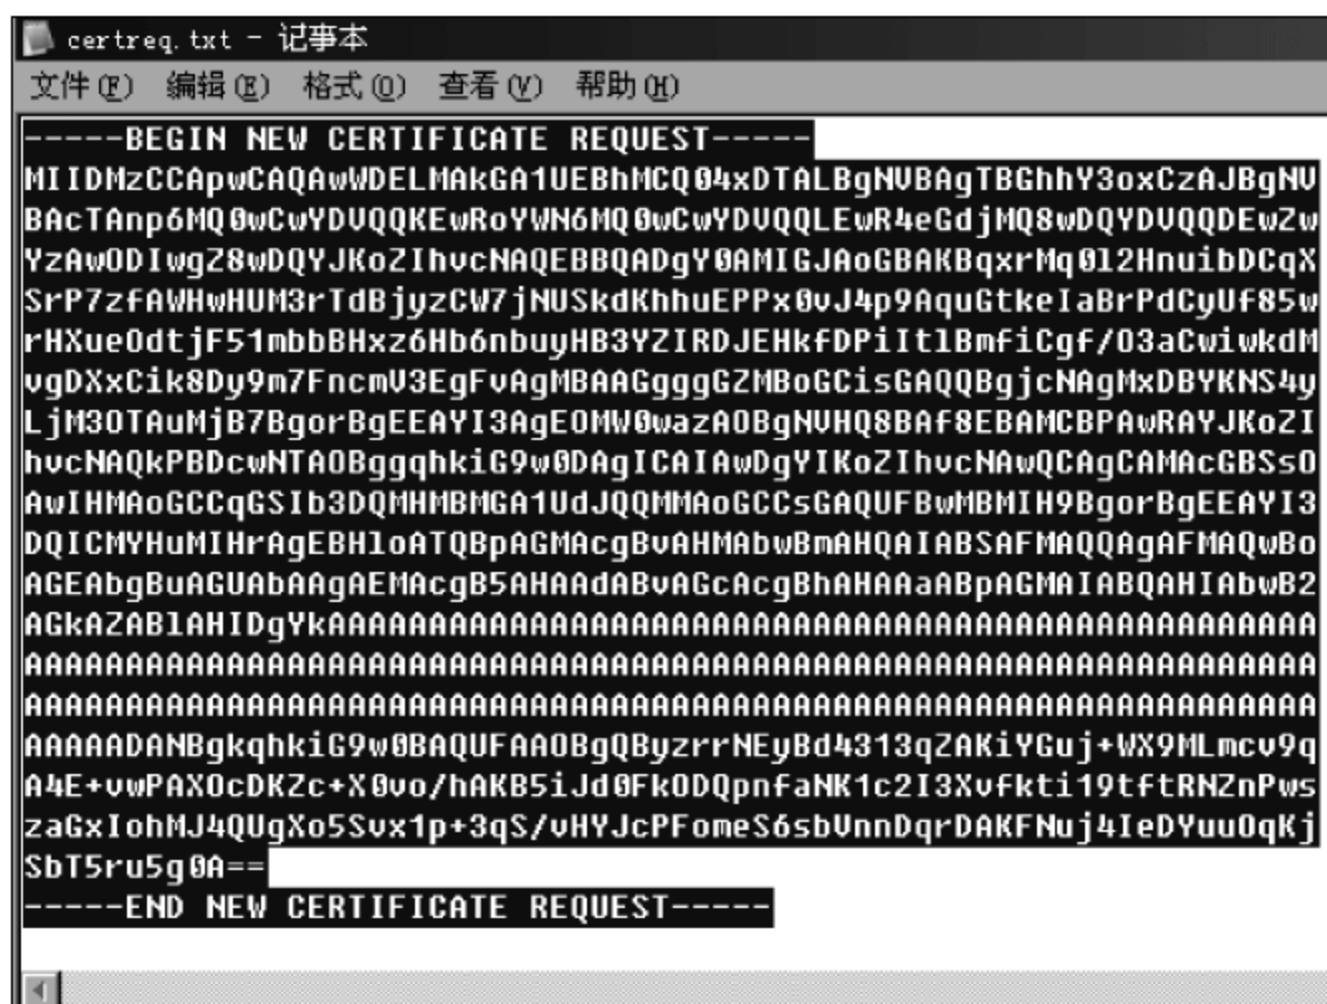 certreq.txt - 记事本
文件(F) 编辑(E) 格式(O) 查看(V) 帮助(H)
-----BEGIN NEW CERTIFICATE REQUEST-----
MIIDMzCCApwCAQAwWDELMAkGA1UEBhMCQ04xDTALBgNVBAgTBGhhY3oxCzAJBgNV
BAcTAnp6MQ0wCwYDVQQKEwRoYWN6MQ0wCwYDVQQLEwR4eGdjMQ8wDQYDVQQDEwZw
YzAwODIwgZ8wDQYJKoZIhvcNAQEBBQADgY0AMIGJAoGBAKBqxrMq0l2HnuibDCqX
SrP7zfAWHwHUM3rTdBjyzCW7jNUSkdKhhuEPPx0vJ4p9AquGtkeIaBrPdCyUf85w
rHXueOdtjF51mbbBHxz6Hb6nbuyHB3YZIRDJEHkfDPiItlBmfiCgf/O3aCwiwkdM
vgDXxCik8Dy9m7FncmV3EgFvAgMBAAGgggGZMBoGCisGAQQBgjcNAgMxDBYKNS4y
LjM3OTAuMjB7BgorBgEEAYI3AgEOMW0wazAOBgNVHQ8BAf8EBAMCBPAwRAYJKoZI
hvcNAQkPBDcwNTAOBggqhkiG9w0DAgICAIAwDgYIKoZIhvcNAwQCAgCAMAcGBSsO
AwIHMAoGCCqGSIb3DQMHMBMGA1UdJQQMMAoGCCsGAQUFBwMBMIH9BgorBgEEAYI3
DQICMYHuMIHrAgEBHloATQBpAGMAcgBvAHMAbwBmAHQAIABSAFMAQQAgAFMAQwBo
AGEAbgBuAGUAbAAgAEMAcgB5AHAAdABvAGcAcgBhAHAAaABpAGMAIABQAHIAbwB2
AGkAZABlAHIDgYkAAAAAAAAAAAAAAAAAAAAAAAAAAAAAAAAAAAAAAAAAAAAAAAAA
AAAAAAAAAAAAAAAAAAAAAAAAAAAAAAAAAAAAAAAAAAAAAAAAAAAAAAAAAAAAAAAA
AAAAAAAAAAAAAAAAAAAAAAAAAAAAAAAAAAAAAAAAAAAAAAAAAAAAAAAAAAAAAAAA
AAAAADANBgkqhkiG9w0BAQUFAAOBgQByzrrNEyBd4313qZAKiYGuj+WX9MLmcv9q
A4E+vwPAXOcDKZc+X0vo/hAKB5iJd0FkODQpnfaNK1c2I3Xvfkti19tftRNZnPws
zaGxIohMJ4QUgXo5Svx1p+3qS/vHYJcPFomeS6sbVnnDqrDAKFNuj4IeDYuuOqKj
SbT5ru5g0A==
-----END NEW CERTIFICATE REQUEST-----